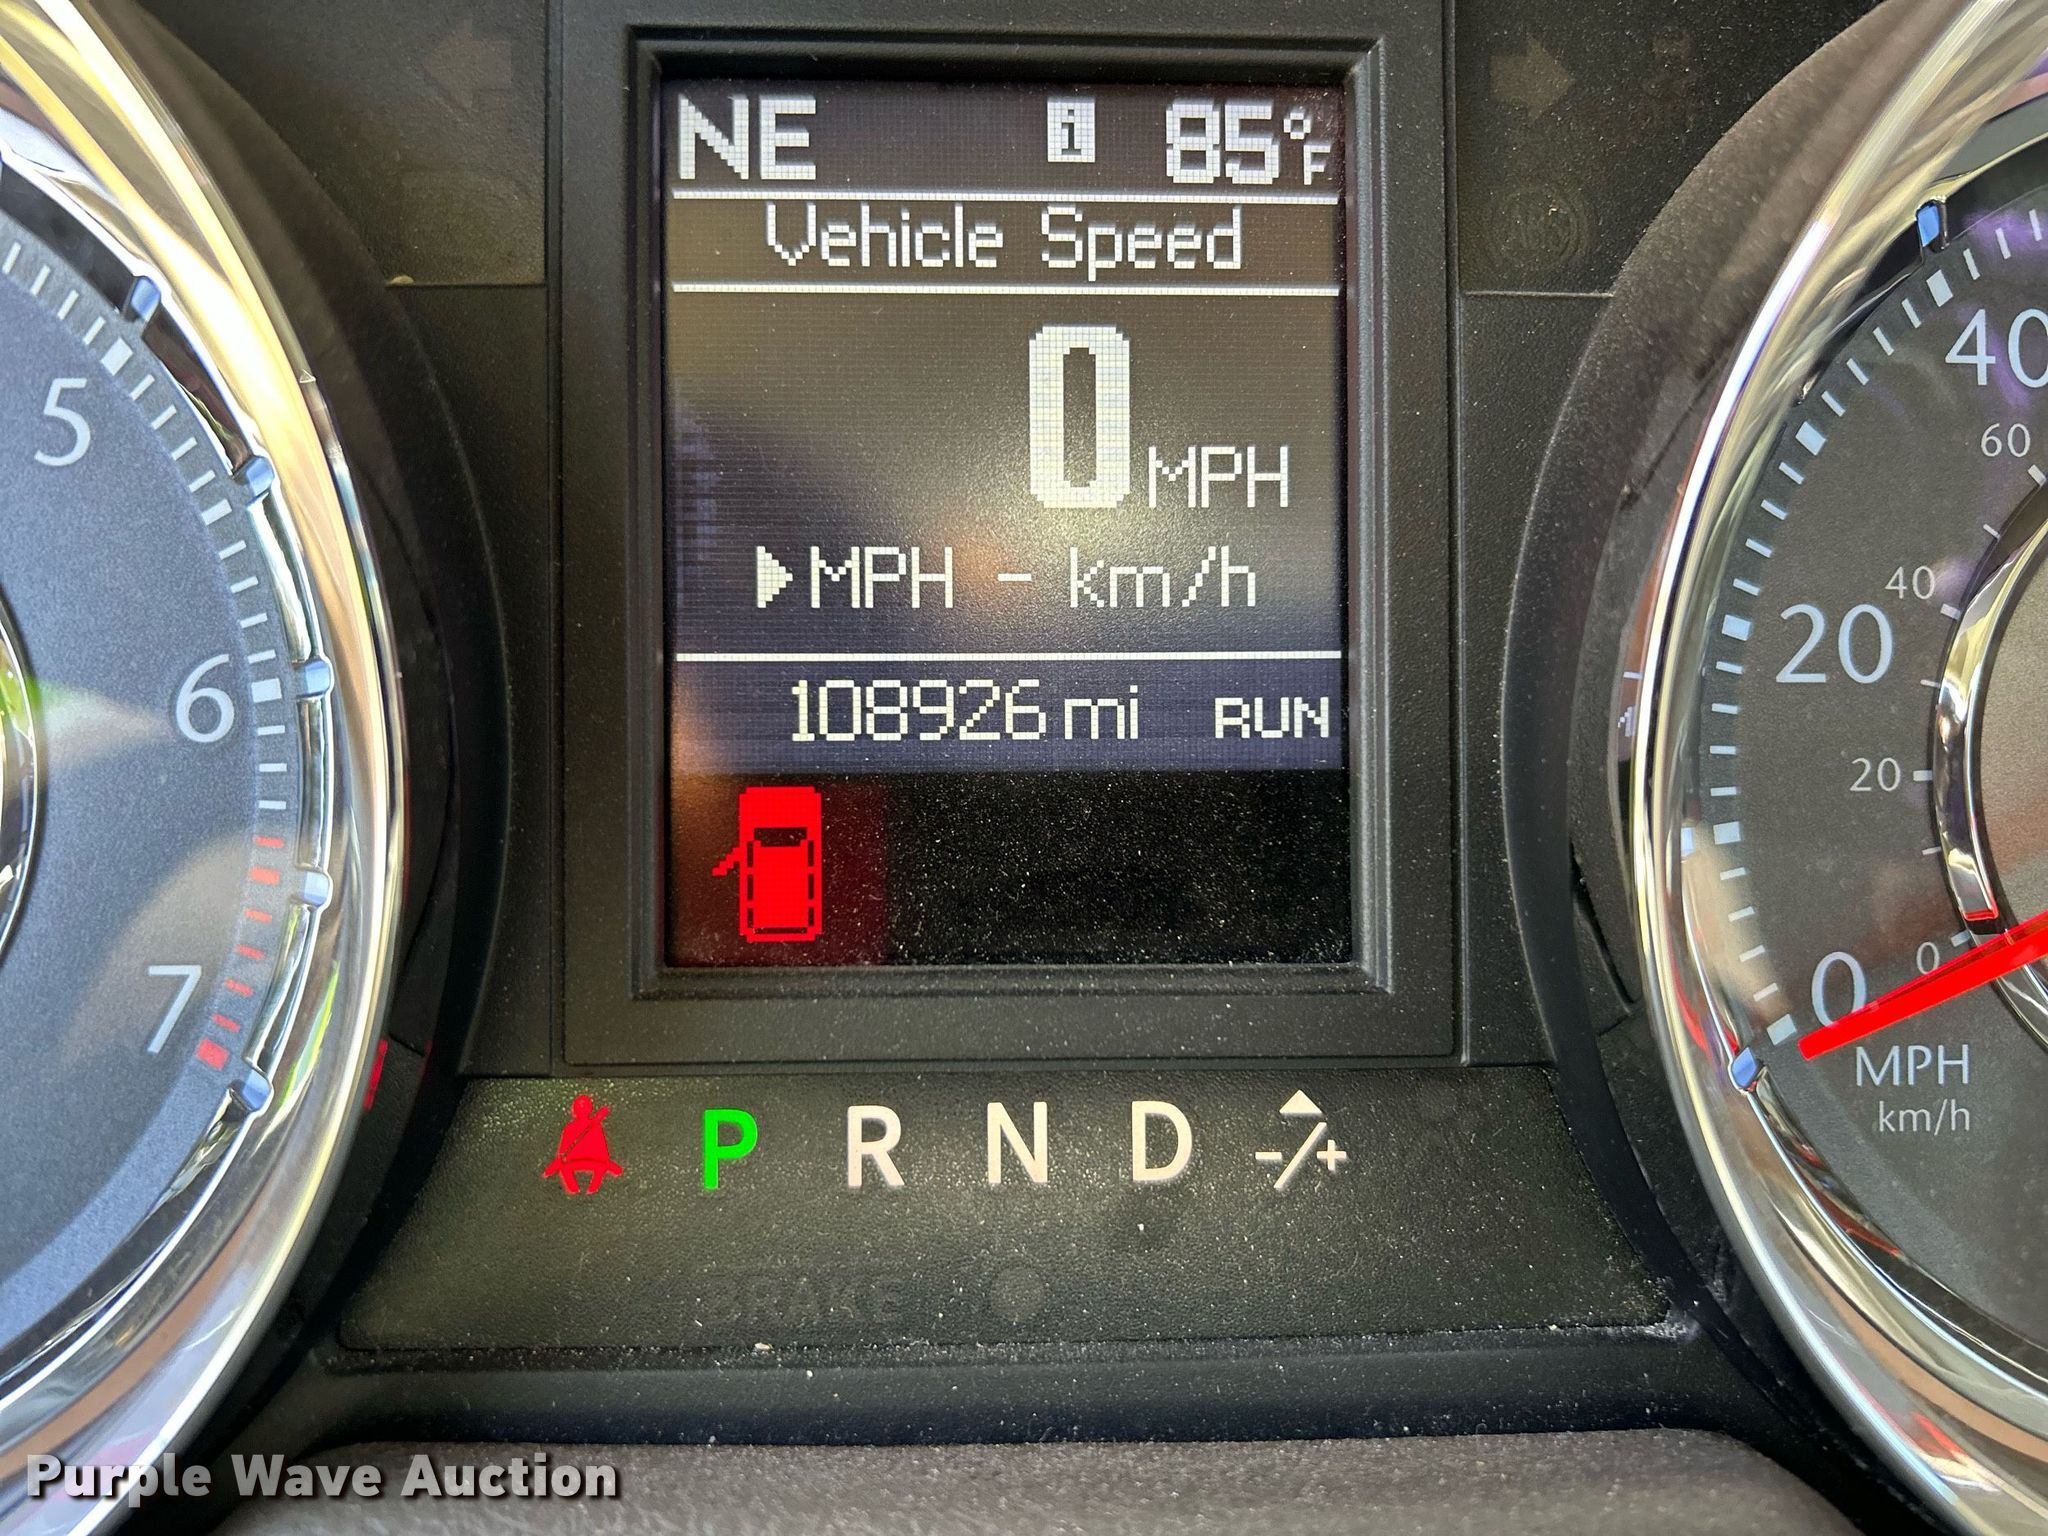 NE i 85°F
Vehicle Speed
0 MPH
▶MPH - km/h
108926 mi RUN
5
6
7
40
60
40
20
20
0
0
MPH
km/h
P R N D -/+
BRAKE
Purple Wave Auction